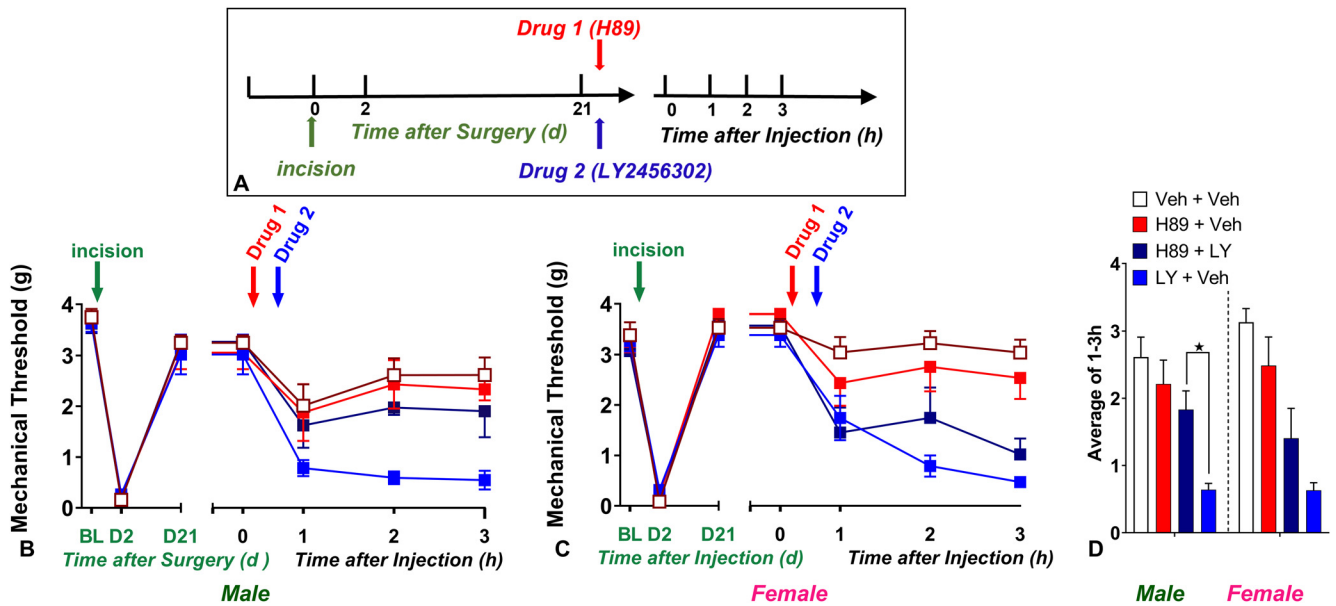 Drug 1 (H89)
0 2 21 0 1 2 3
Time after Surgery (d) Time after Injection (h)
incision Drug 2 (LY2456302)
A
incision
Drug 1
Drug 2
Mechanical Threshold (g)
4
3
2
1
0
BL D2 D21 0 1 2 3
Time after Surgery (d ) Time after Injection (h)
B
Male
incision
Drug 1
Drug 2
Mechanical Threshold (g)
4
3
2
1
0
BL D2 D21 0 1 2 3
Time after Injection (d) Time after Injection (h)
C
Female
Veh + Veh
H89 + Veh
H89 + LY
LY + Veh
Average of 1-3h
4
3
2
1
0
★
D
Male Female